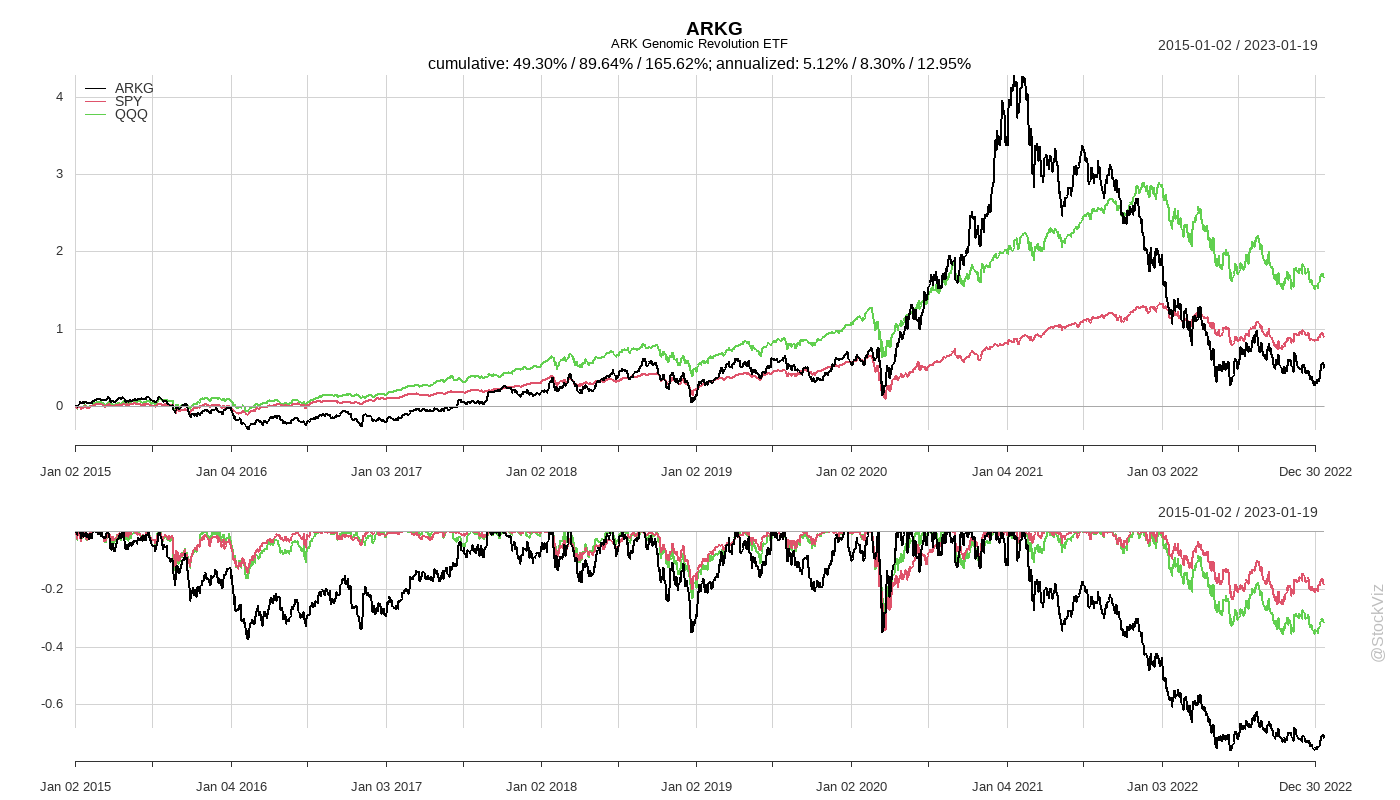 ARKG
ARK Genomic Revolution ETF
2015-01-02 / 2023-01-19
cumulative: 49.30% / 89.64% / 165.62%; annualized: 5.12% / 8.30% / 12.95%
ARKG
SPY
QQQ
4
3
2
1
0
Jan 02 2015 Jan 04 2016 Jan 03 2017 Jan 02 2018 Jan 02 2019 Jan 02 2020 Jan 04 2021 Jan 03 2022 Dec 30 2022
2015-01-02 / 2023-01-19
-0.2
-0.4
-0.6
Jan 02 2015 Jan 04 2016 Jan 03 2017 Jan 02 2018 Jan 02 2019 Jan 02 2020 Jan 04 2021 Jan 03 2022 Dec 30 2022
@StockViz